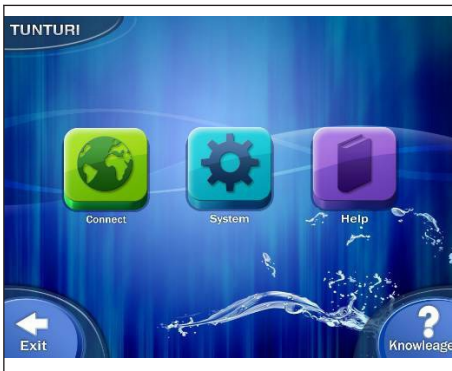 TUNTURI
Connect
System
Help
Exit
Knowleage